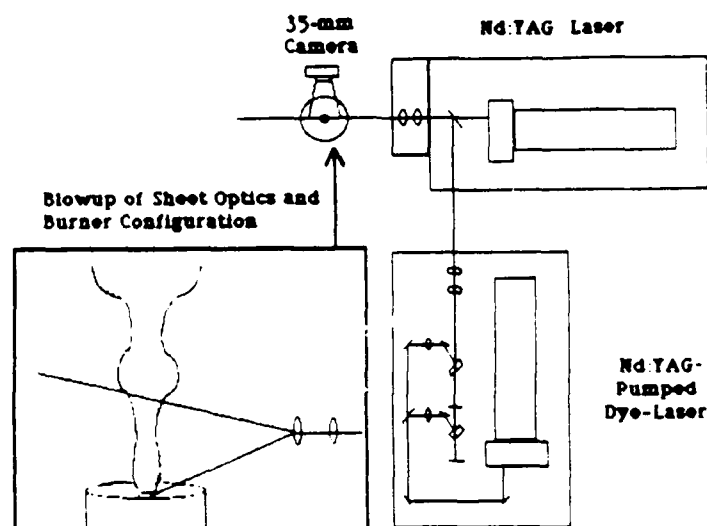 35-mm
Camera
Nd:YAG Laser
Blowup of Sheet Optics and
Burner Configuration
Nd:YAG-
Pumped
Dye-Laser